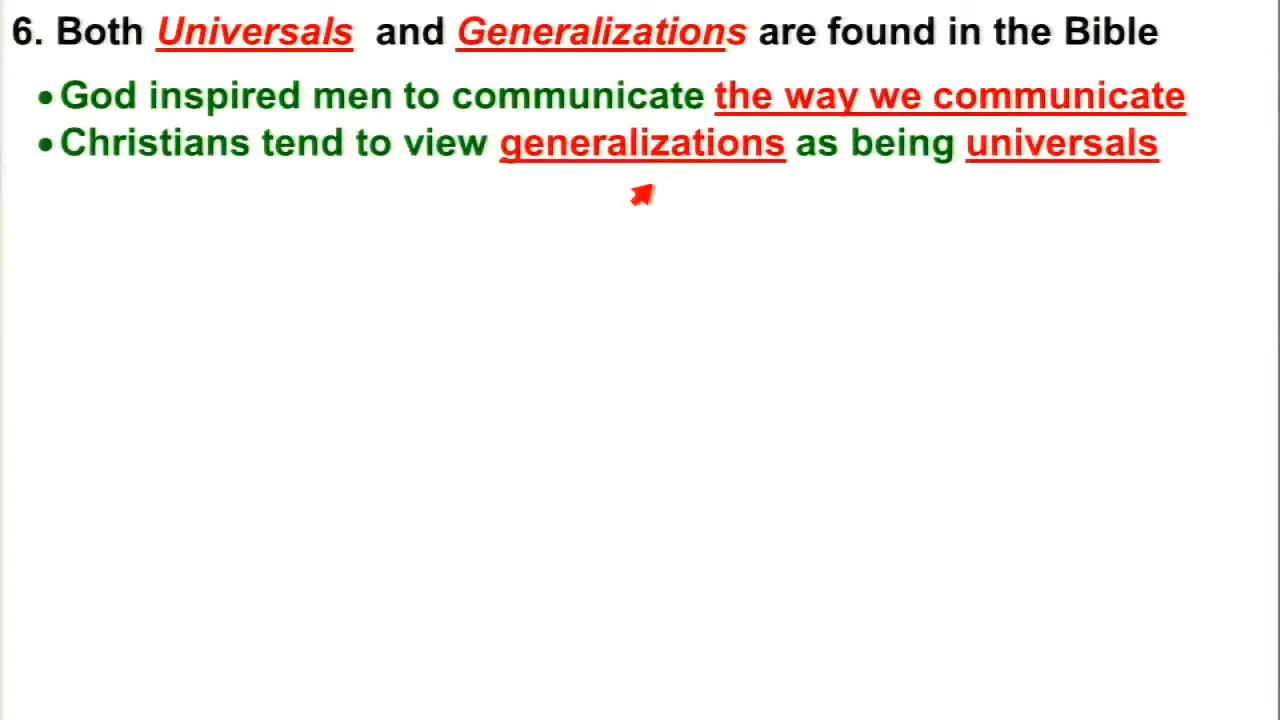 6. Both Universals and Generalizations are found in the Bible
• God inspired men to communicate the way we communicate
• Christians tend to view generalizations as being universals